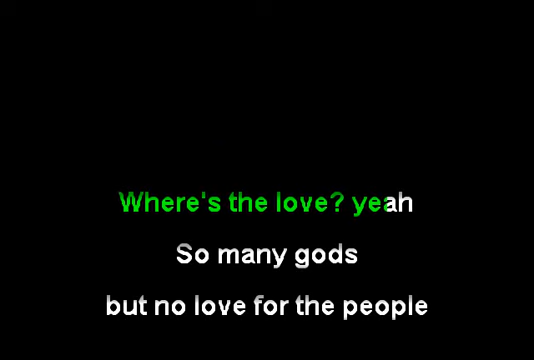 Where's the love? yeah
So many gods
but no love for the people